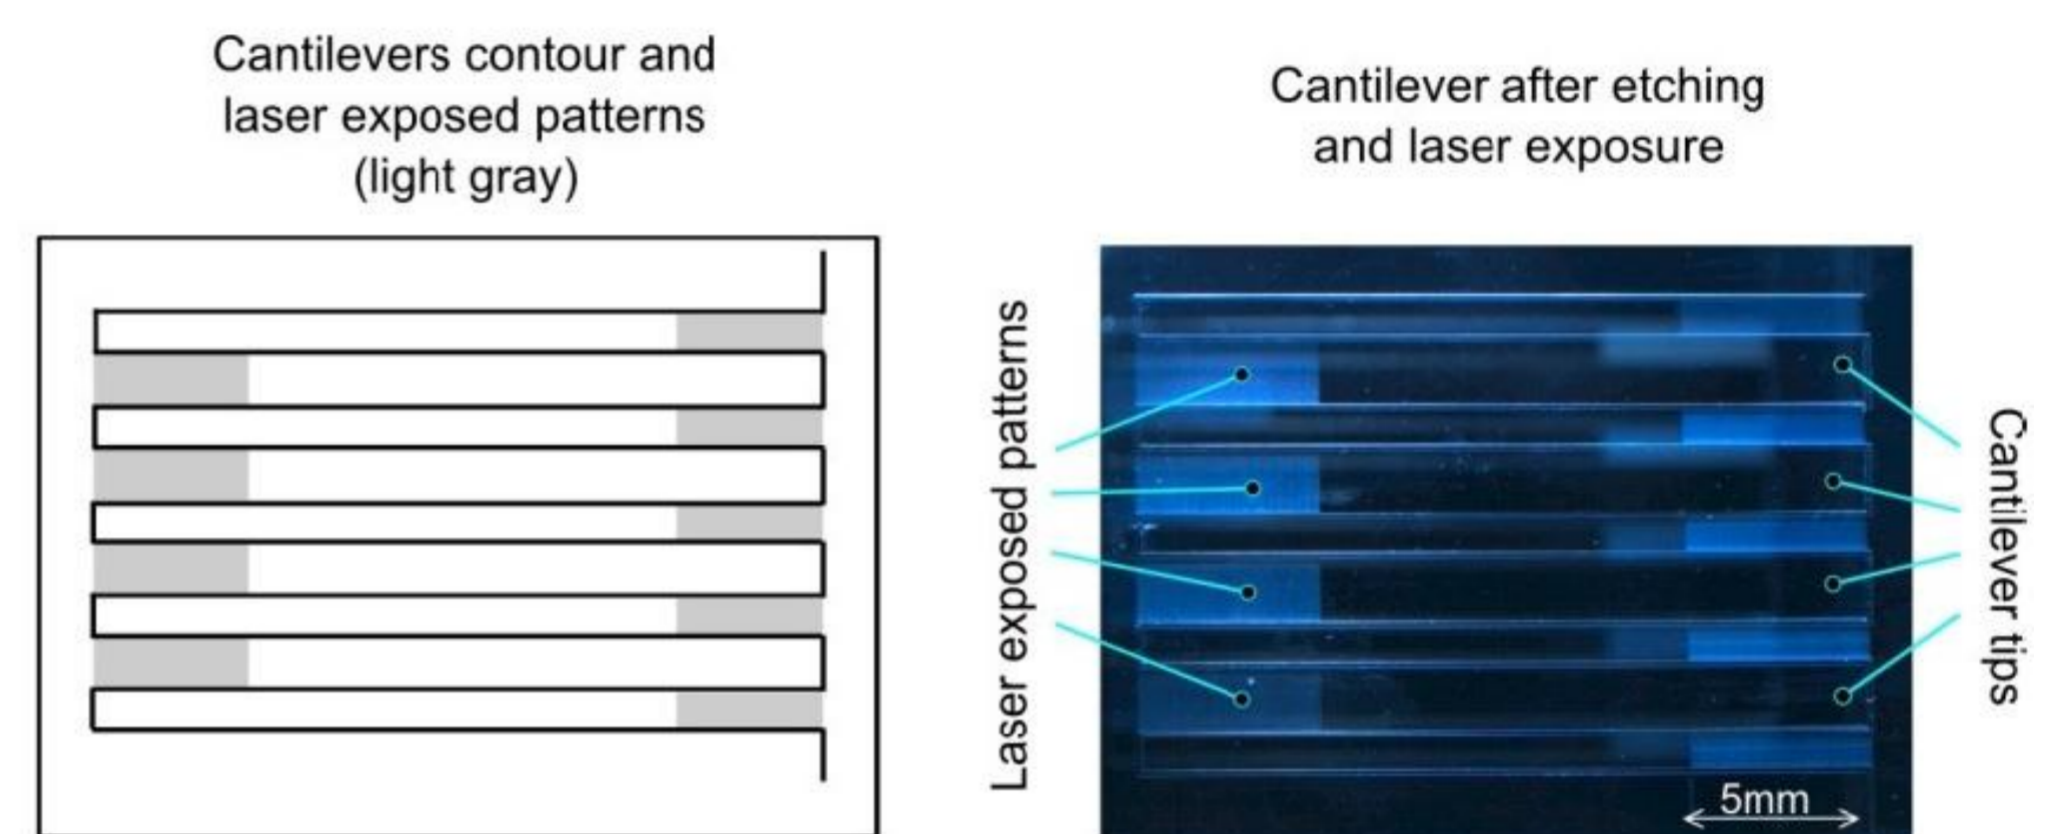 Cantilevers contour and
laser exposed patterns
(light gray)
Cantilever after etching
and laser exposure
Laser exposed patterns
Cantilever tips
5mm